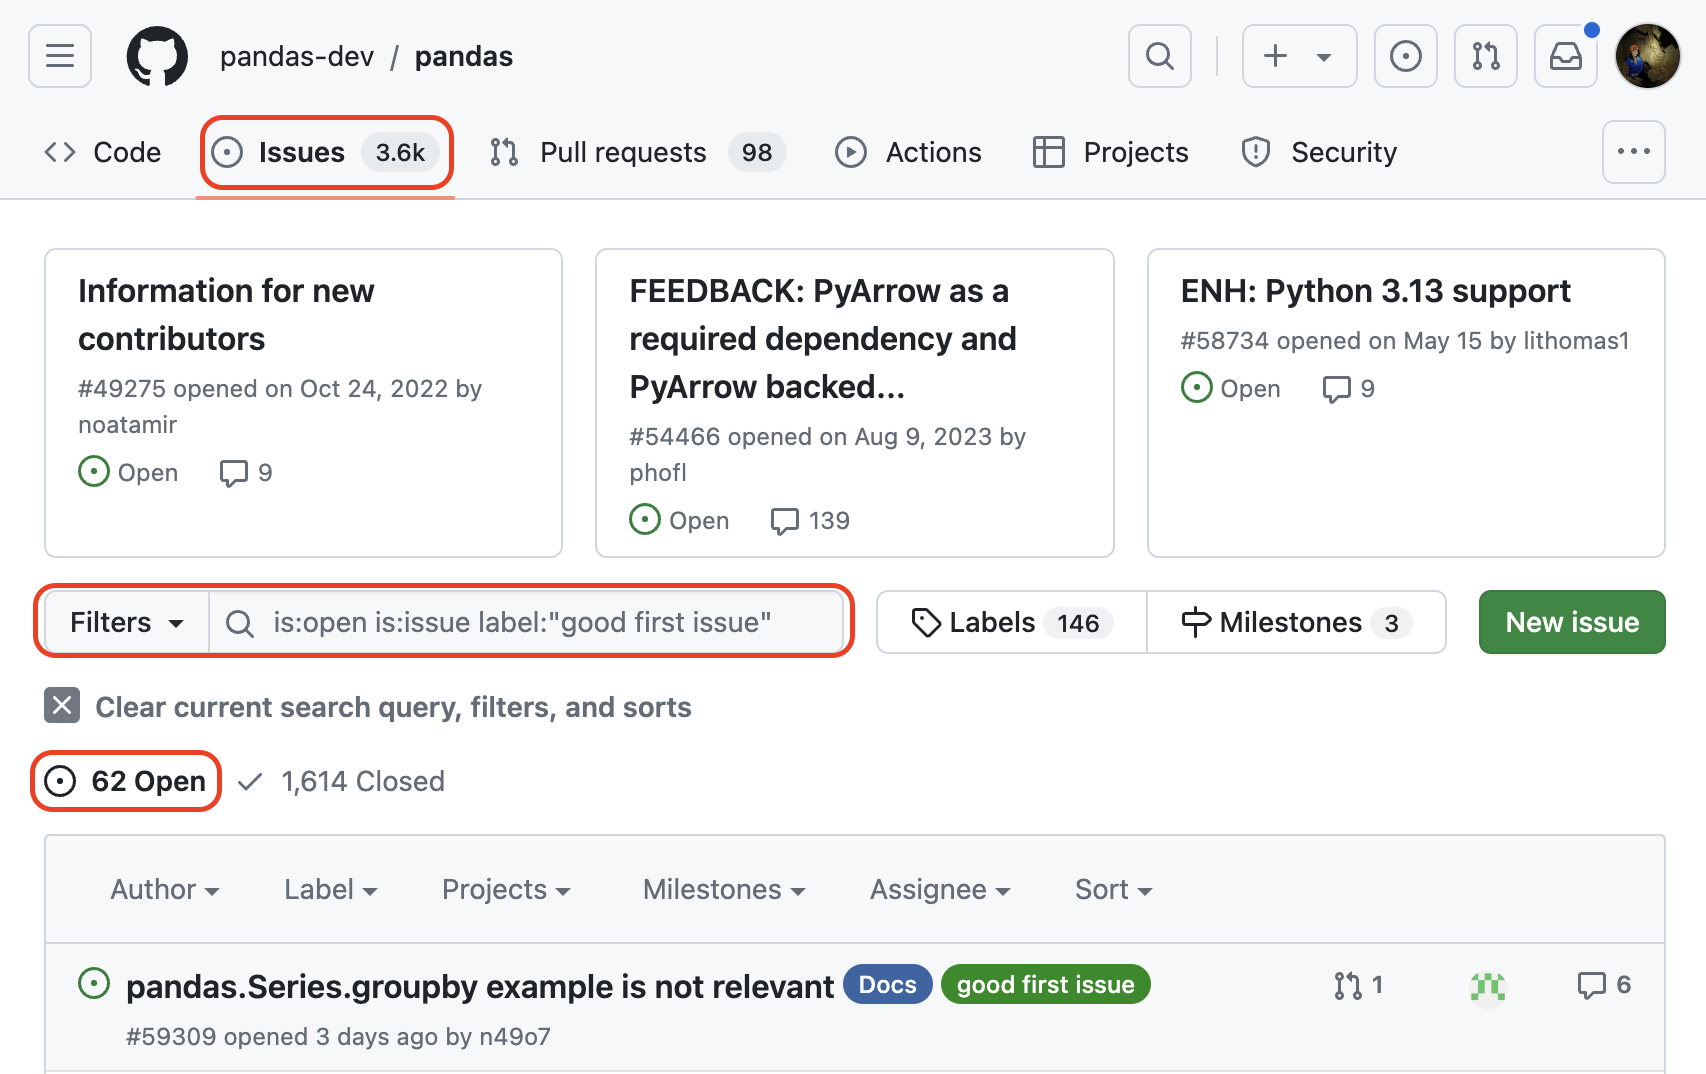 pandas-dev / pandas
Code Issues 3.6k Pull requests 98 Actions Projects Security
Information for new
contributors
#49275 opened on Oct 24, 2022 by
noatamir
Open 9
FEEDBACK: PyArrow as a
required dependency and
PyArrow backed...
#54466 opened on Aug 9, 2023 by
phofl
Open 139
ENH: Python 3.13 support
#58734 opened on May 15 by lithomas1
Open 9
Filters is:open is:issue label:"good first issue" Labels 146 Milestones 3 New issue
Clear current search query, filters, and sorts
62 Open 1,614 Closed
Author Label Projects Milestones Assignee Sort
pandas.Series.groupby example is not relevant Docs good first issue 1 6
#59309 opened 3 days ago by n49o7